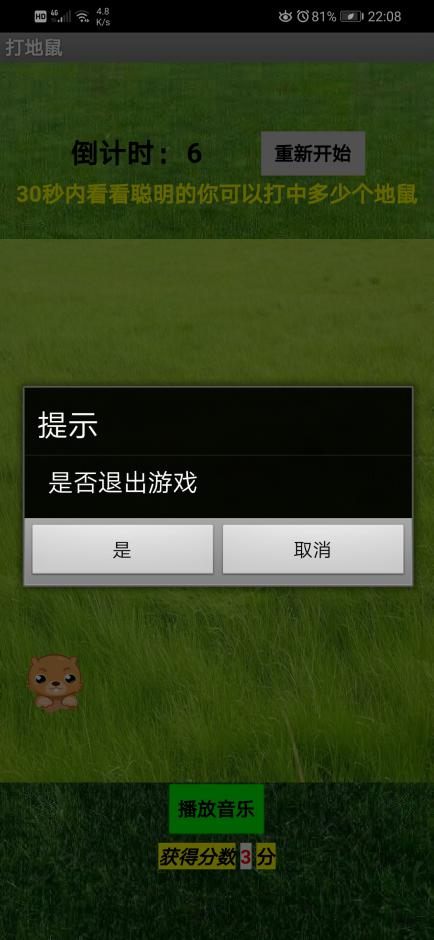 HD 4G 4.8 K/s 81% 22:08
打地鼠
倒计时：6 重新开始
30秒内看看聪明的你可以打中多少个地鼠
提示
是否退出游戏
是 取消
播放音乐
获得分数3分